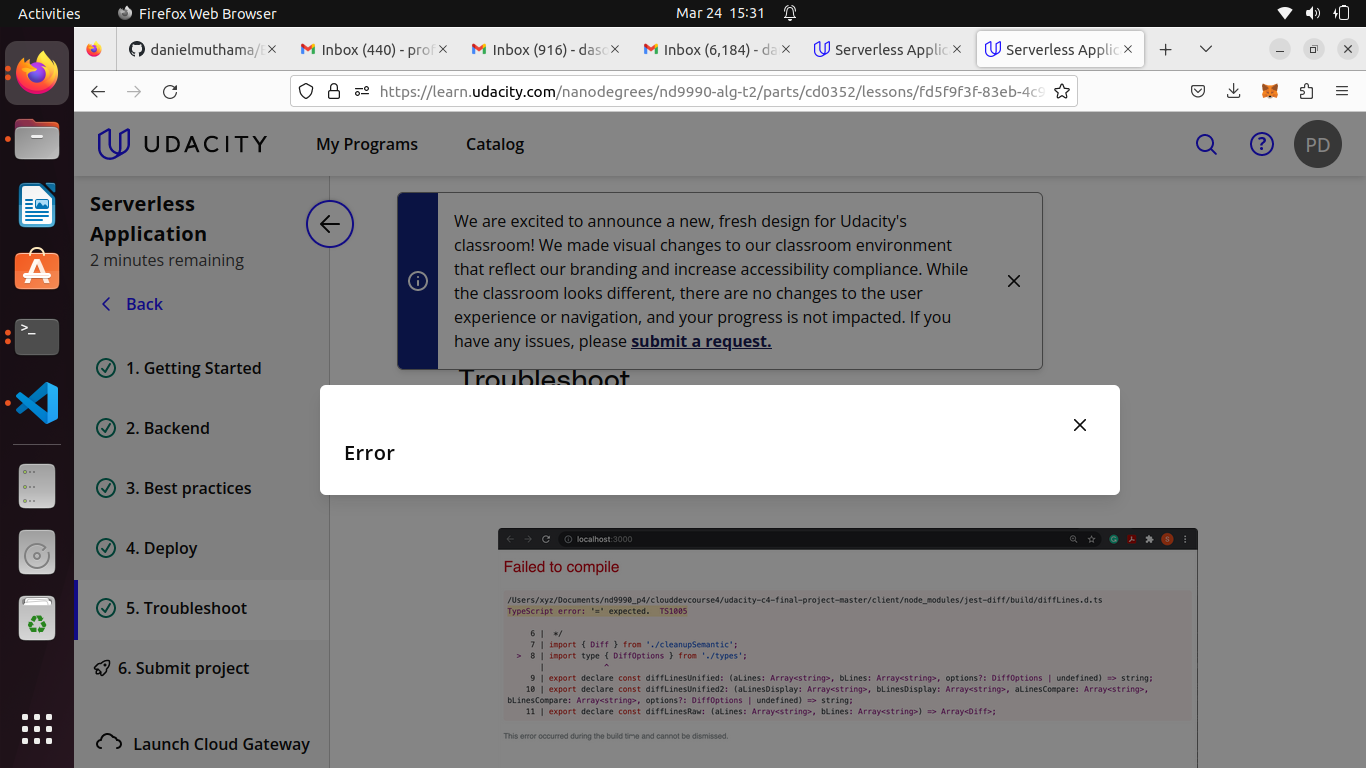 Activities
Firefox Web Browser
Mar 24 15:31
danielmuthama/
Inbox (440) - prof
Inbox (916) - dasc
Inbox (6,184) - da
Serverless Applic
Serverless Applic
https://learn.udacity.com/nanodegrees/nd9990-alg-t2/parts/cd0352/lessons/fd5f9f3f-83eb-4c9
UDACITY
My Programs
Catalog
PD
Serverless
Application
2 minutes remaining
Back
1. Getting Started
2. Backend
3. Best practices
4. Deploy
5. Troubleshoot
6. Submit project
Launch Cloud Gateway
We are excited to announce a new, fresh design for Udacity's
classroom! We made visual changes to our classroom environment
that reflect our branding and increase accessibility compliance. While
the classroom looks different, there are no changes to the user
experience or navigation, and your progress is not impacted. If you
have any issues, please submit a request.
Troubleshoot
Error
localhost:3000
S
Failed to compile
/Users/xyz/Documents/nd9990_p4/clouddevcourse4/udacity-c4-final-project-master/client/node_modules/jest-diff/build/diffLines.d.ts
TypeScript error: '=' expected.  TS1005
6 |  */
7 | import { Diff } from './cleanupSemantic';
> 8 | import type { DiffOptions } from './types';
|             ^
9 | export declare const diffLinesUnified: (aLines: Array<string>, bLines: Array<string>, options?: DiffOptions | undefined) => string;
10 | export declare const diffLinesUnified2: (aLinesDisplay: Array<string>, bLinesDisplay: Array<string>, aLinesCompare: Array<string>,
bLinesCompare: Array<string>, options?: DiffOptions | undefined) => string;
11 | export declare const diffLinesRaw: (aLines: Array<string>, bLines: Array<string>) => Array<Diff>;
This error occurred during the build time and cannot be dismissed.